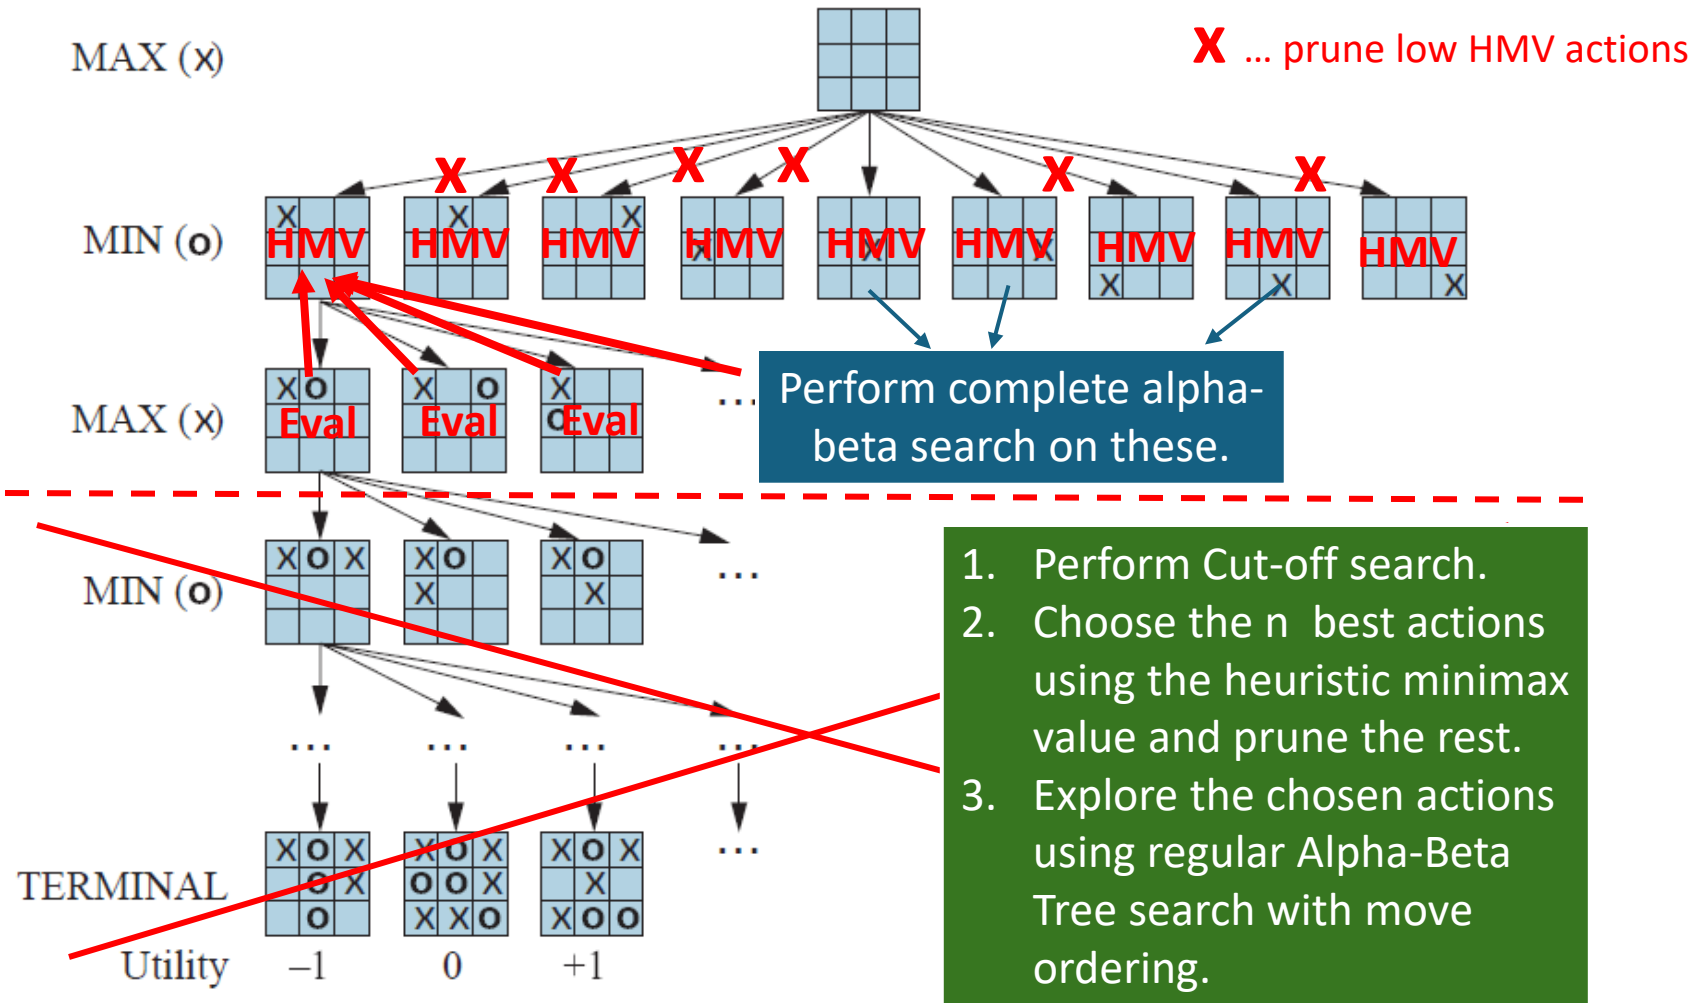 MAX (x)
X ... prune low HMV actions
X X X X X X
MIN (o)
X X X X X X X X X
HMV HMV HMV HMV HMV HMV HMV HMV HMV
MAX (x)
X O
X O
X
O
Eval Eval Eval
...
Perform complete alpha-
beta search on these.
MIN (o)
X O X
X O
X
X O
X
...
1. Perform Cut-off search.
2. Choose the n best actions
using the heuristic minimax
value and prune the rest.
3. Explore the chosen actions
using regular Alpha-Beta
Tree search with move
ordering.
... ... ... ...
TERMINAL
X O X
O X
O
X O X
O O X
X X O
X O X
X
X O O
...
Utility –1 0 +1